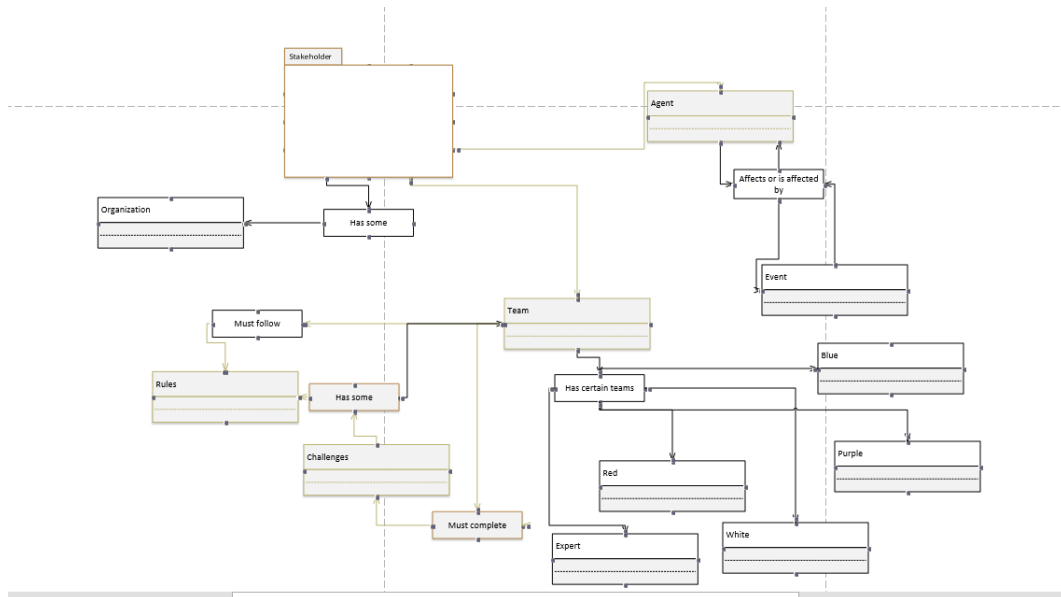 Stakeholder
Agent
Affects or is affected
by
Organization
Has some
Event
Team
Must follow
Blue
Rules
Has some
Has certain teams
Challenges
Purple
Red
Must complete
White
Expert